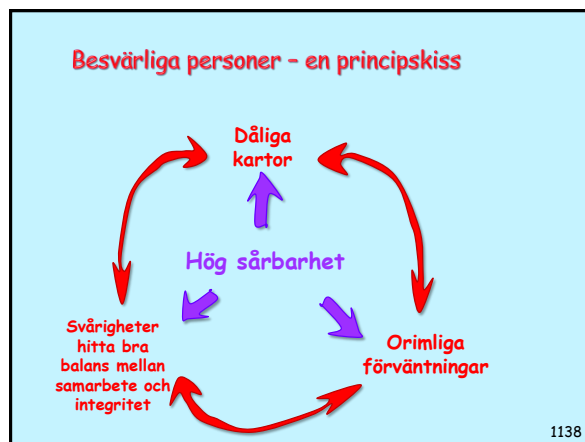 Besvärliga personer – en principskiss
Dåliga
kartor
Hög sårbarhet
Svårigheter
hitta bra
balans mellan
samarbete och
integritet
Orimliga
förväntningar
1138